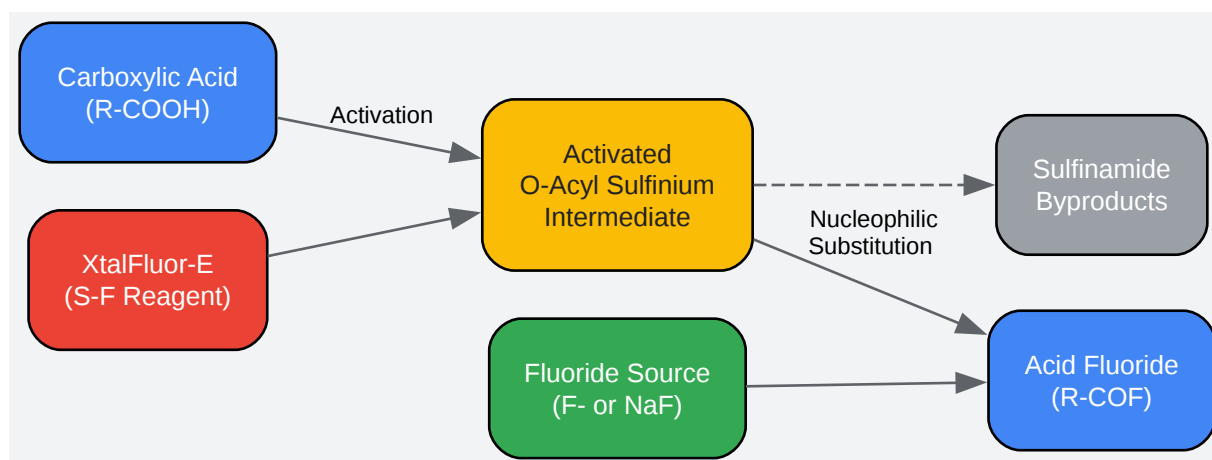 Carboxylic Acid
(R-COOH)
Activation
XtalFluor-E
(S-F Reagent)
Activated
O-Acyl Sulfinium
Intermediate
Sulfinamide
Byproducts
Nucleophilic
Substitution
Fluoride Source
(F- or NaF)
Acid Fluoride
(R-COF)